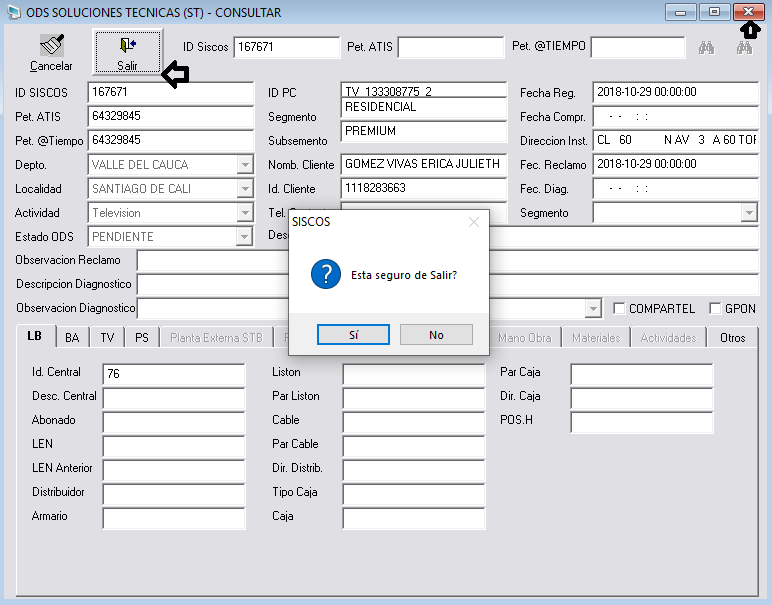 ODS SOLUCIONES TECNICAS (ST) - CONSULTAR
Cancelar
Salir
ID Siscos 167671 Pet. ATIS Pet. @TIEMPO
ID SISCOS 167671 ID PC TV_133308775_2 Fecha Reg. 2018-10-29 00:00:00
Pet. ATIS 64329845 Segmento RESIDENCIAL Fecha Compr. - - : :
Pet. @Tiempo 64329845 Subsemento PREMIUM Direccion Inst. CL 60 N AV 3 A 60
Depto. VALLE DEL CAUCA Nomb. Cliente GOMEZ VIVAS ERICA JULIETH Fec. Reclamo 2018-10-29 00:00:00
Localidad SANTIAGO DE CALI Id. Cliente 1118283663 Fec. Diag. - - : :
Actividad Television Tel. Segmento
Estado ODS PENDIENTE
Observacion Reclamo
Descripcion Diagnostico
Observacion Diagnostico COMPARTEL GPON
SISCOS
? Esta seguro de Salir?
Sí No
LB BA TV PS Planta Externa STB Mano Obra Materiales Actividades Otros
Id. Central 76 Liston Par Caja
Desc. Central Par Liston Dir. Caja
Abonado Cable POS.H
LEN Par Cable
LEN Anterior Dir. Distrib.
Distribuidor Tipo Caja
Armario Caja